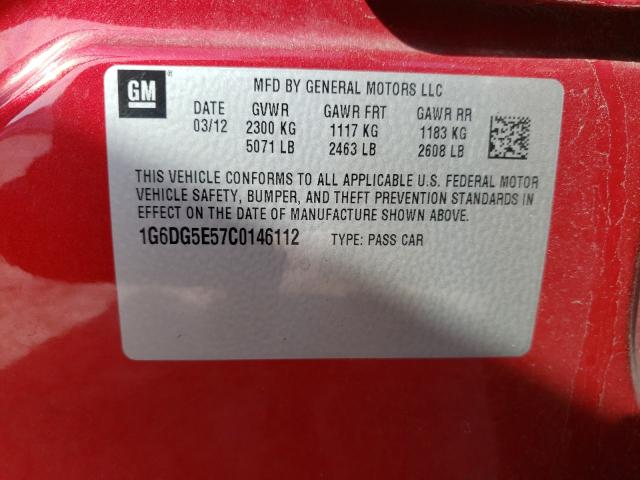 GM
MFD BY GENERAL MOTORS LLC
DATE GVWR GAWR FRT GAWR RR
03/12 2300 KG 1117 KG 1183 KG
5071 LB 2463 LB 2608 LB
THIS VEHICLE CONFORMS TO ALL APPLICABLE U.S. FEDERAL MOTOR
VEHICLE SAFETY, BUMPER, AND THEFT PREVENTION STANDARDS IN
EFFECT ON THE DATE OF MANUFACTURE SHOWN ABOVE.
1G6DG5E57C0146112 TYPE: PASS CAR